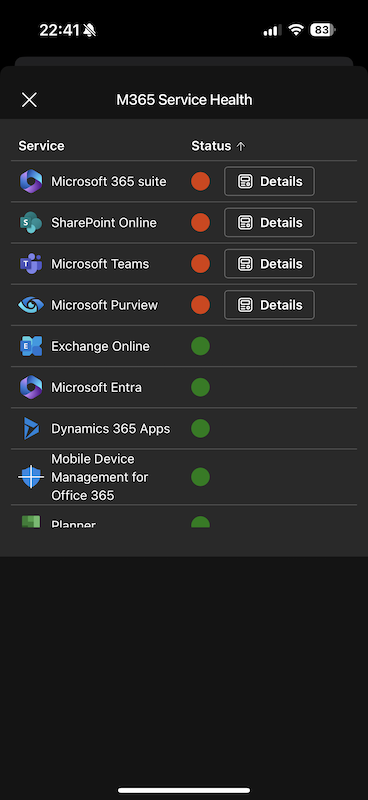 22:41
83
M365 Service Health
Service Status ↑
Microsoft 365 suite Details
S SharePoint Online Details
T Microsoft Teams Details
Microsoft Purview Details
E Exchange Online
Microsoft Entra
Dynamics 365 Apps
Mobile Device
Management for
Office 365
Planner